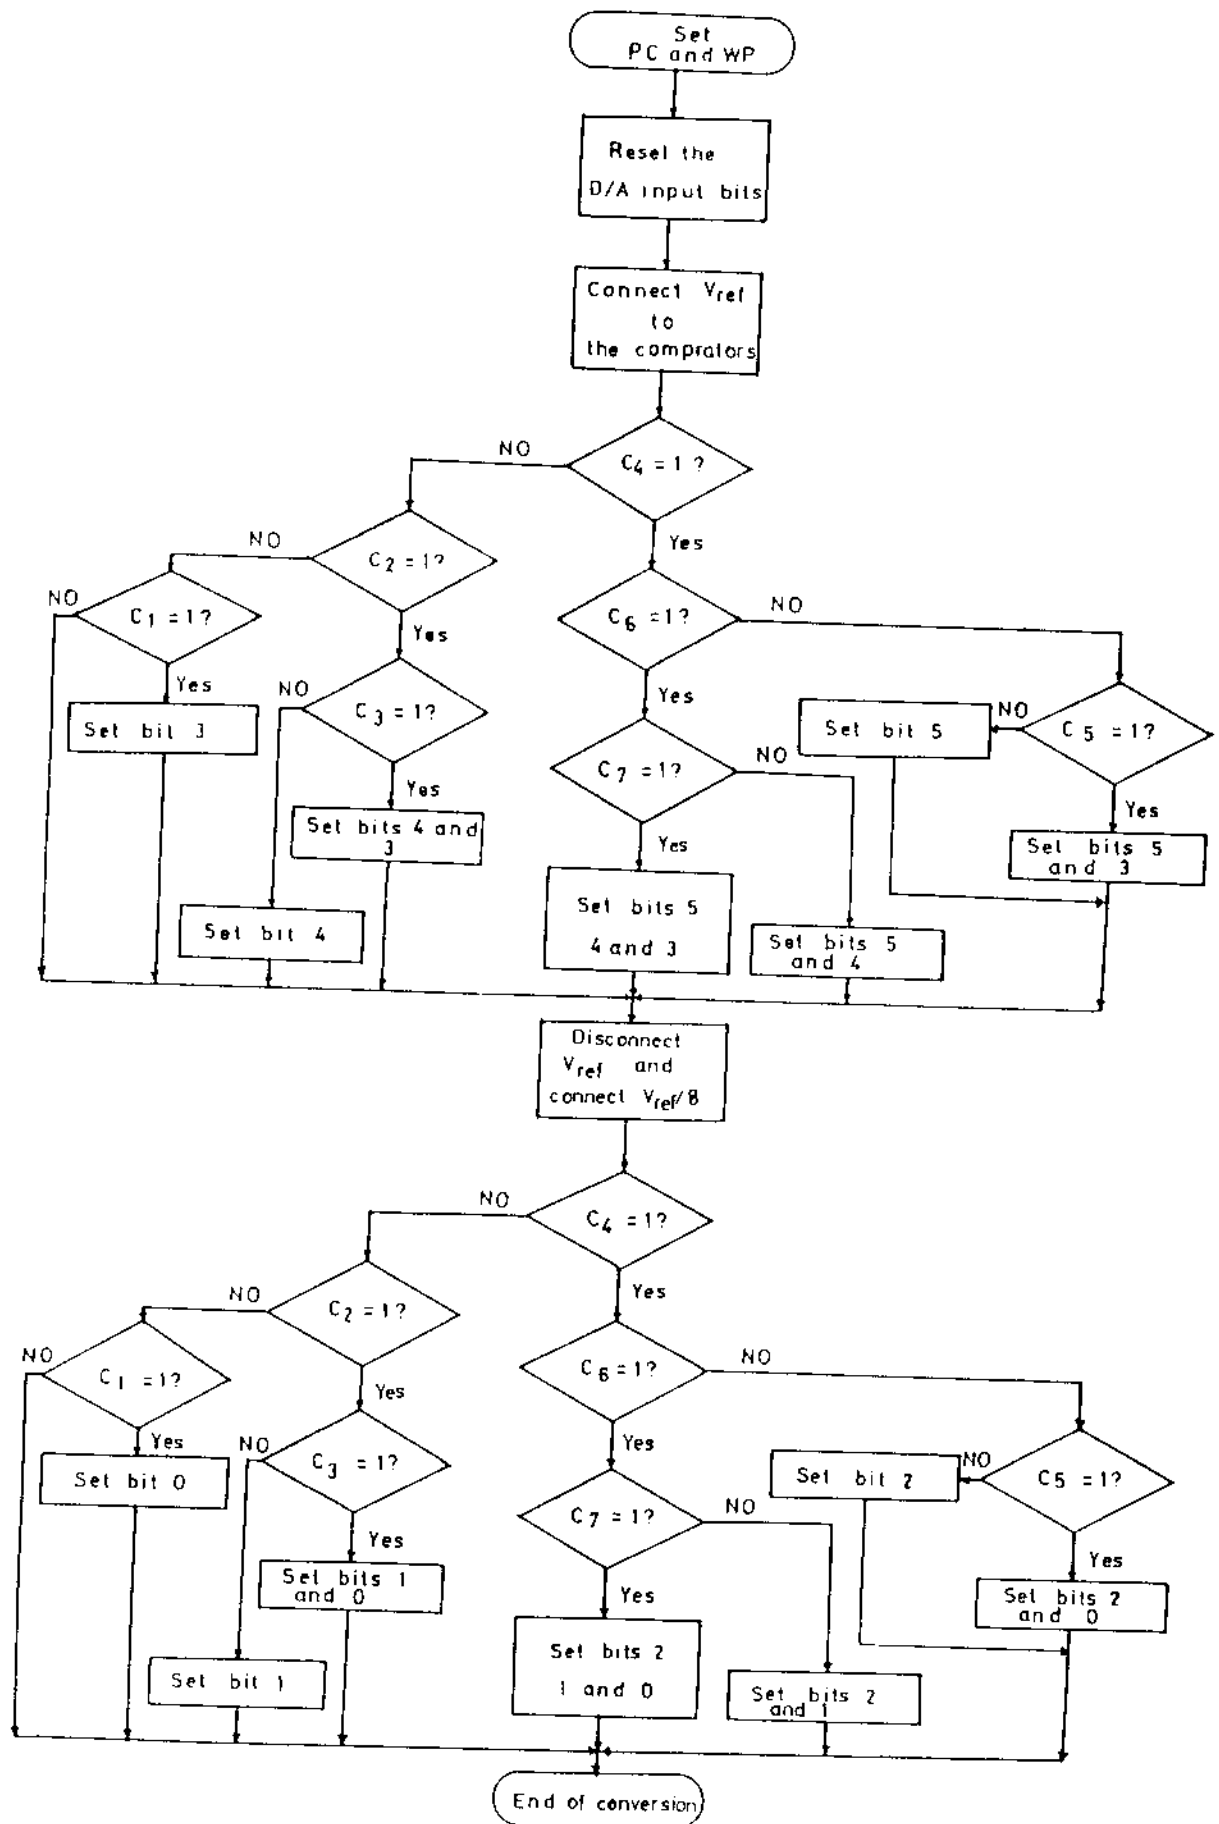 Set
PC and WP
Resel the
D/A input bits
Connect Vref
to
the comprators
C4 = 1 ?
NO
Yes
C2 = 1?
NO
Yes
C6 = 1?
NO
Yes
C1 = 1?
NO
Yes
C3 = 1?
NO
Yes
C7 = 1?
NO
Yes
C5 = 1?
NO
Yes
Set bit 3
Set bit 5
Set bits 4 and
3
Set bits 5
and 3
Set bit 4
Set bits 5
4 and 3
Set bits 5
and 4
Disconnect
Vref and
connect Vref/8
C4 = 1?
NO
Yes
C2 = 1?
NO
Yes
C6 = 1?
NO
Yes
C1 = 1?
NO
Yes
C3 = 1?
NO
Yes
C7 = 1?
NO
Yes
C5 = 1?
NO
Yes
Set bit 0
Set bit 2
Set bits 1
and 0
Set bits 2
and 0
Set bit 1
Set bits 2
1 and 0
Set bits 2
and 1
End of conversion